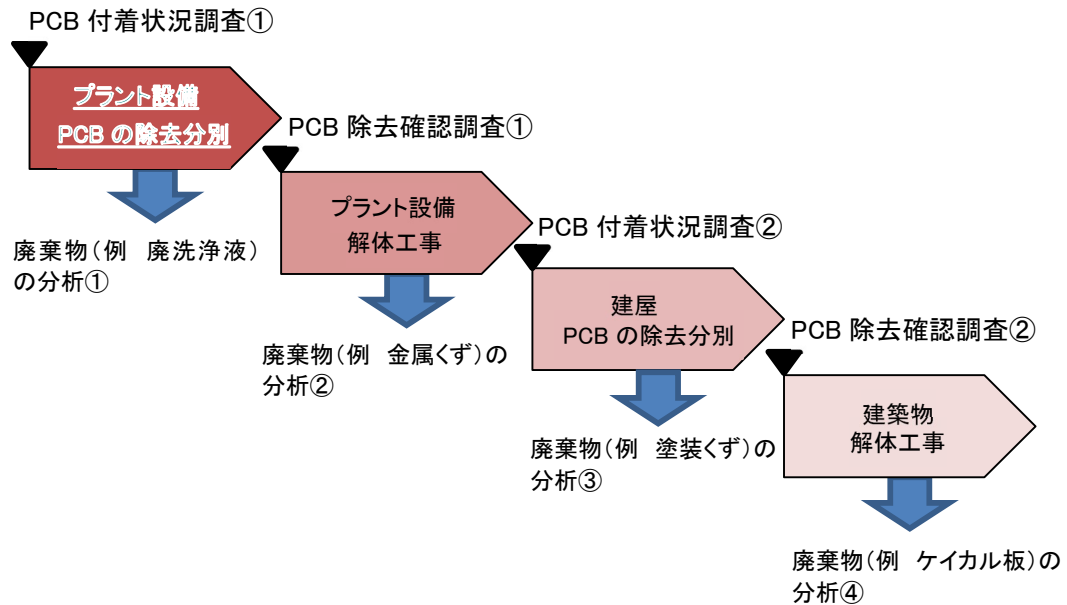 PCB 付着状況調査①
プラント設備
PCB の除去分別
PCB 除去確認調査①
廃棄物(例　廃洗浄液)
の分析①
プラント設備
解体工事
PCB 付着状況調査②
廃棄物(例　金属くず)の
分析②
建屋
PCB の除去分別
PCB 除去確認調査②
廃棄物(例　塗装くず)の
分析③
建築物
解体工事
廃棄物(例　ケイカル板)の
分析④